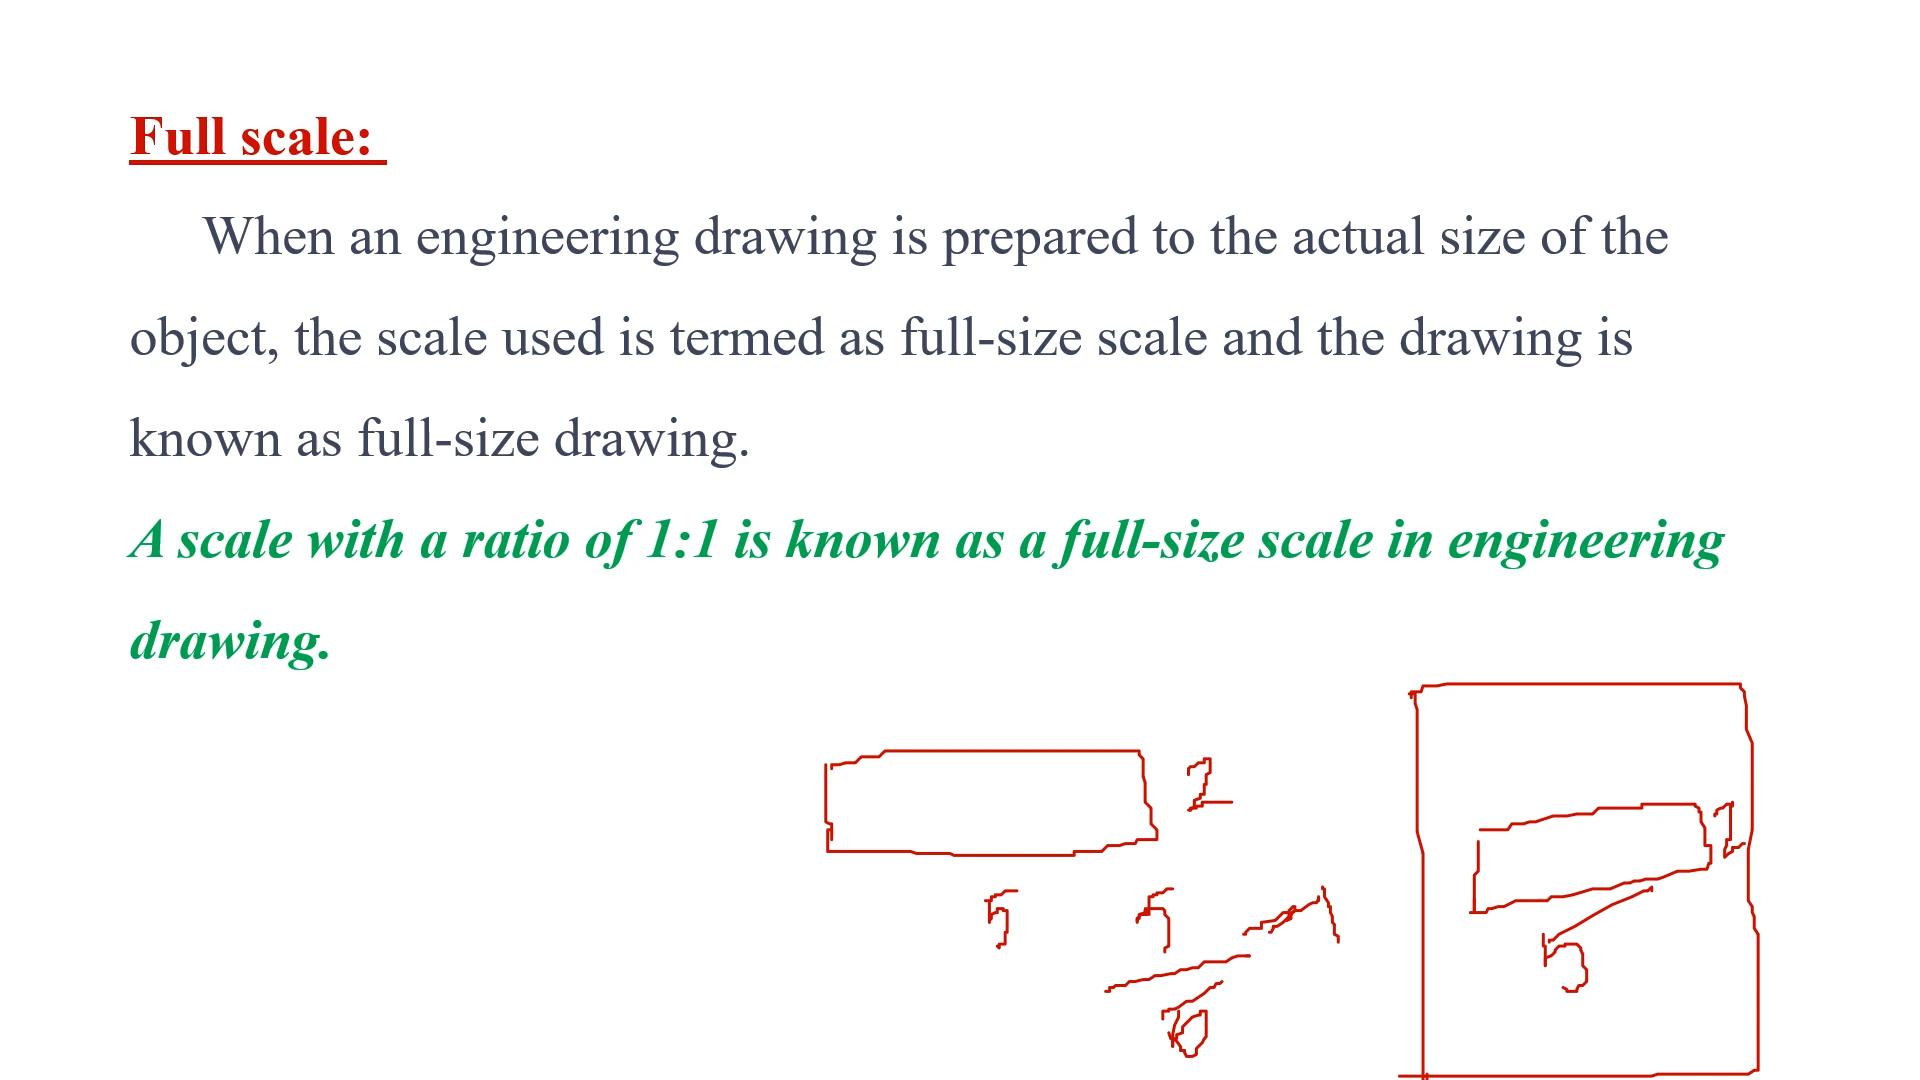 Full scale:
When an engineering drawing is prepared to the actual size of the
object, the scale used is termed as full-size scale and the drawing is
known as full-size drawing.
A scale with a ratio of 1:1 is known as a full-size scale in engineering
drawing.
2
5
5